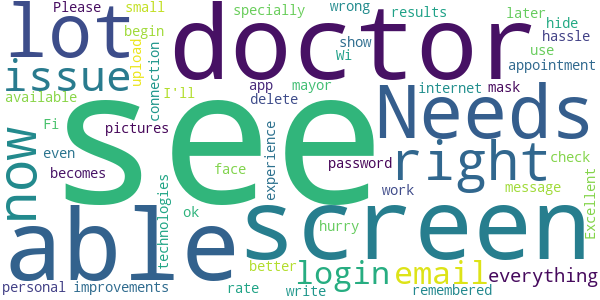 Please small specially wrong results later hide
lot doctor begin show Wi hassle use
issue connection upload I'll app mayor delete appointment
available see Needs internet mask
now Fi pictures right check
even experience password
becomes face work message Excellent
able technologies ok hurry screen
better login email everything
personal improvements rate write remembered